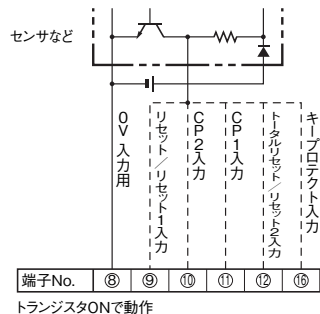 センサなど
0V 入力用
リセット／リセット1入力
CP2入力
CP1入力
トータルリセット／リセット2入力
キープロテクト入力
端子No. ⑧ ⑨ ⑩ ⑪ ⑫ ⑯
トランジスタONで動作